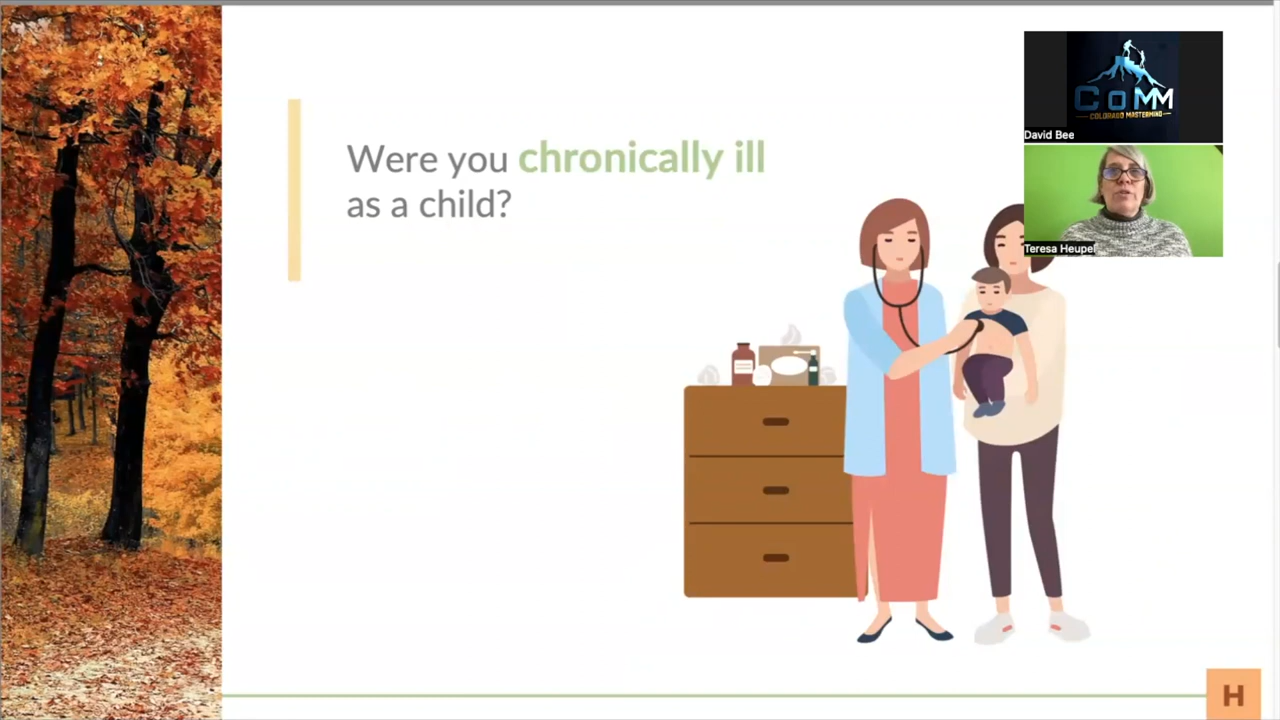 Were you chronically ill
as a child?
CoMM
COLORADO MASTERMIND
David Bee
Teresa Heupel
H